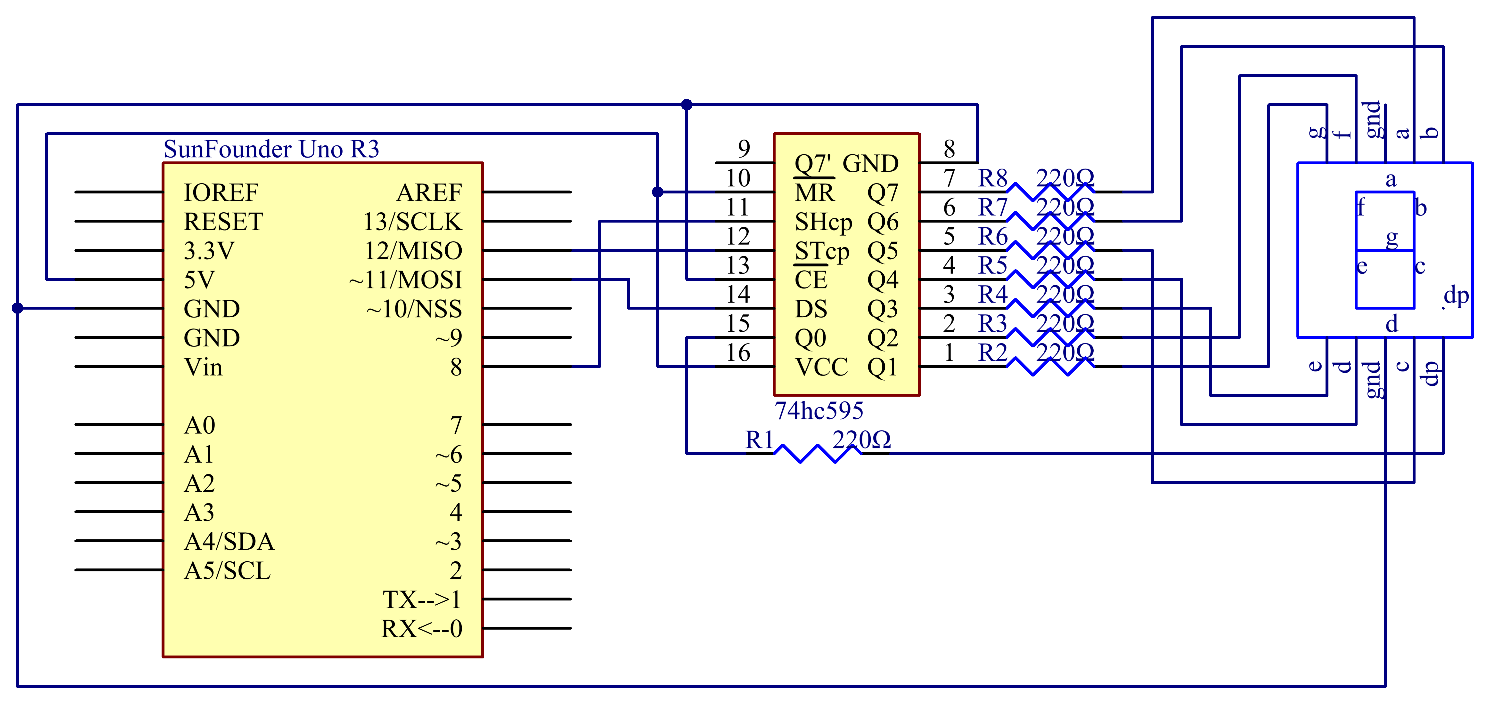 SunFounder Uno R3
IOREF AREF
RESET 13/SCLK
3.3V 12/MISO
5V ~11/MOSI
GND ~10/NSS
GND ~9
Vin 8
A0 7
A1 ~6
A2 ~5
A3 4
A4/SDA ~3
A5/SCL 2
TX-->1
RX<--0
9 Q7' GND 8
10 MR Q7 7
11 SHcp Q6 6
12 STcp Q5 5
13 CE Q4 4
14 DS Q3 3
15 Q0 Q2 2
16 VCC Q1 1
74hc595
R1 220Ω
R8 220Ω
R7 220Ω
R6 220Ω
R5 220Ω
R4 220Ω
R3 220Ω
R2 220Ω
g f gnd a b
a
f b
g
e c
dp
d
e d gnd c dp